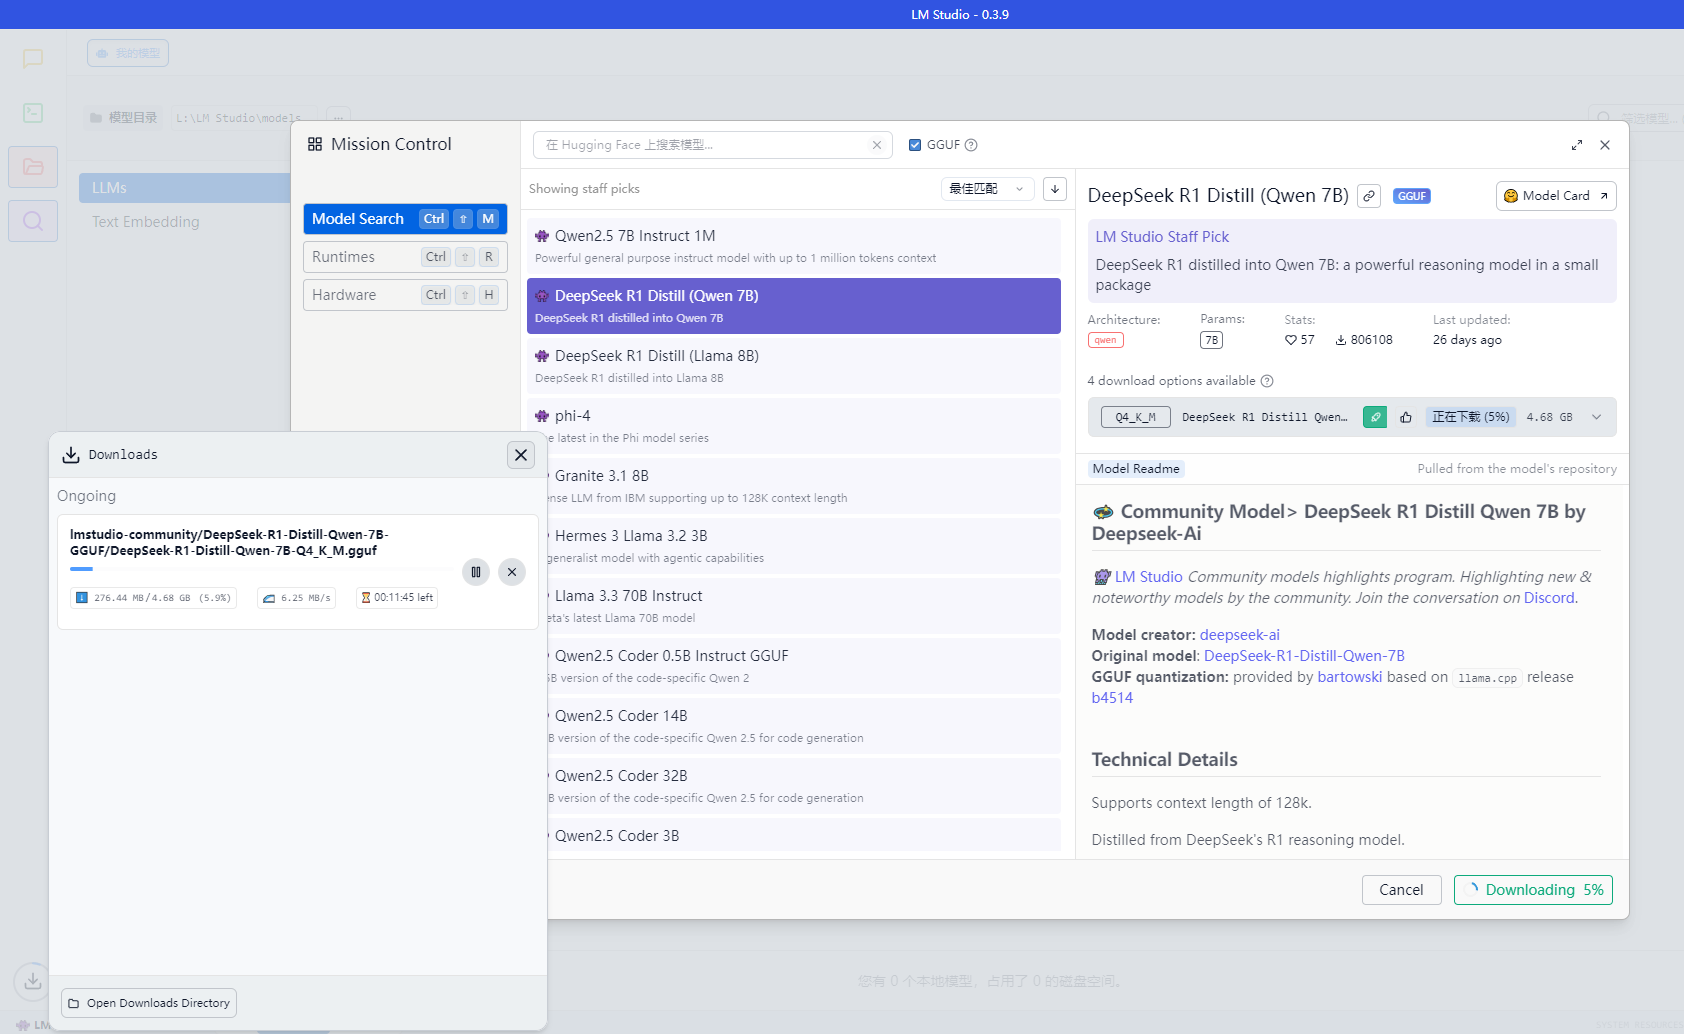 LM Studio - 0.3.9
我的模型
模型目录
L:\LM Studio\models
...
筛选模型...
LLMs
Text Embedding
Mission Control
Model Search Ctrl ⇧ M
Runtimes Ctrl ⇧ R
Hardware Ctrl ⇧ H
在 Hugging Face 上搜索模型...
GGUF
Showing staff picks
最佳匹配
Qwen2.5 7B Instruct 1M
Powerful general purpose instruct model with up to 1 million tokens context
DeepSeek R1 Distill (Qwen 7B)
DeepSeek R1 distilled into Qwen 7B
DeepSeek R1 Distill (Llama 8B)
DeepSeek R1 distilled into Llama 8B
phi-4
latest in the Phi model series
Granite 3.1 8B
LLM from IBM supporting up to 128K context length
Hermes 3 Llama 3.2 3B
generalist model with agentic capabilities
Llama 3.3 70B Instruct
latest Llama 70B model
Qwen2.5 Coder 0.5B Instruct GGUF
version of the code-specific Qwen 2
Qwen2.5 Coder 14B
version of the code-specific Qwen 2.5 for code generation
Qwen2.5 Coder 32B
version of the code-specific Qwen 2.5 for code generation
Qwen2.5 Coder 3B
DeepSeek R1 Distill (Qwen 7B)
GGUF
Model Card
LM Studio Staff Pick
DeepSeek R1 distilled into Qwen 7B: a powerful reasoning model in a small
package
Architecture: Params: Stats: Last updated:
qwen 7B 57 806108 26 days ago
4 download options available
Q4_K_M DeepSeek R1 Distill Qwen… 正在下载 (5%) 4.68 GB
Model Readme
Pulled from the model's repository
Community Model> DeepSeek R1 Distill Qwen 7B by
Deepseek-Ai
LM Studio Community models highlights program. Highlighting new &
noteworthy models by the community. Join the conversation on Discord.
Model creator: deepseek-ai
Original model: DeepSeek-R1-Distill-Qwen-7B
GGUF quantization: provided by bartowski based on llama.cpp release
b4514
Technical Details
Supports context length of 128k.
Distilled from DeepSeek's R1 reasoning model.
Cancel
Downloading 5%
Downloads
Ongoing
lmstudio-community/DeepSeek-R1-Distill-Qwen-7B-
GGUF/DeepSeek-R1-Distill-Qwen-7B-Q4_K_M.gguf
276.44 MB/4.68 GB (5.9%)
6.25 MB/s
00:11:45 left
Open Downloads Directory
您有 0 个本地模型，占用了 0 的磁盘空间。
LM
SYSTEM RESOURCES